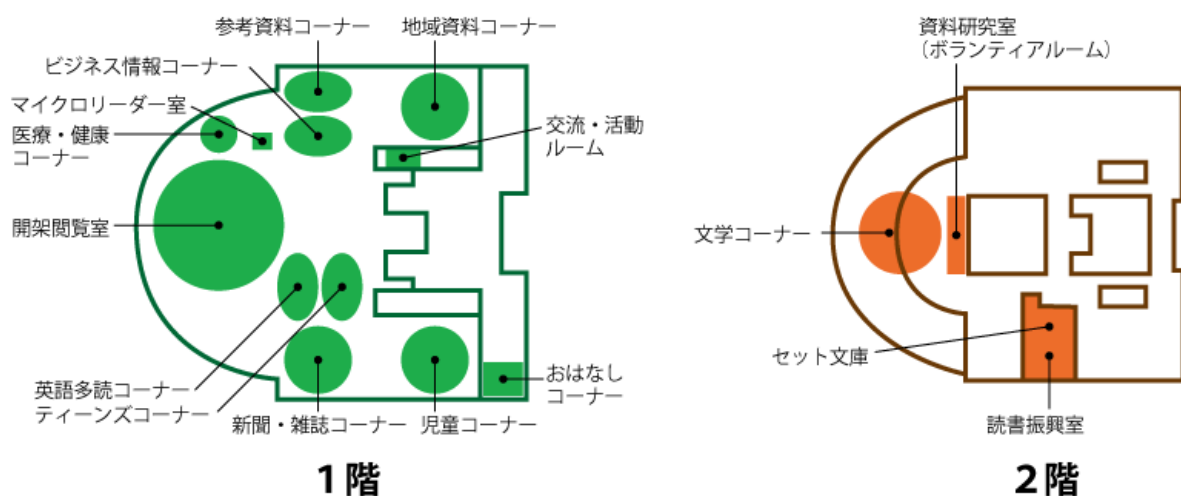 参考資料コーナー
地域資料コーナー
ビジネス情報コーナー
マイクロリーダー室
医療・健康
コーナー
交流・活動
ルーム
開架閲覧室
英語多読コーナー
ティーンズコーナー
新聞・雑誌コーナー
児童コーナー
おはなし
コーナー
1階
資料研究室
（ボランティアルーム）
文学コーナー
セット文庫
読書振興室
2階